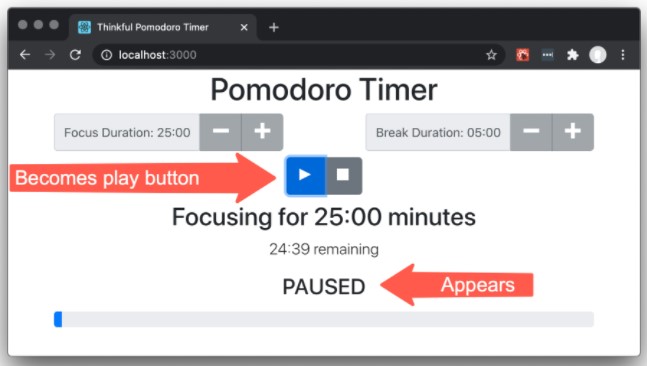 Thinkful Pomodoro Timer
localhost:3000
Pomodoro Timer
Focus Duration: 25:00
Break Duration: 05:00
Becomes play button
Focusing for 25:00 minutes
24:39 remaining
PAUSED
Appears